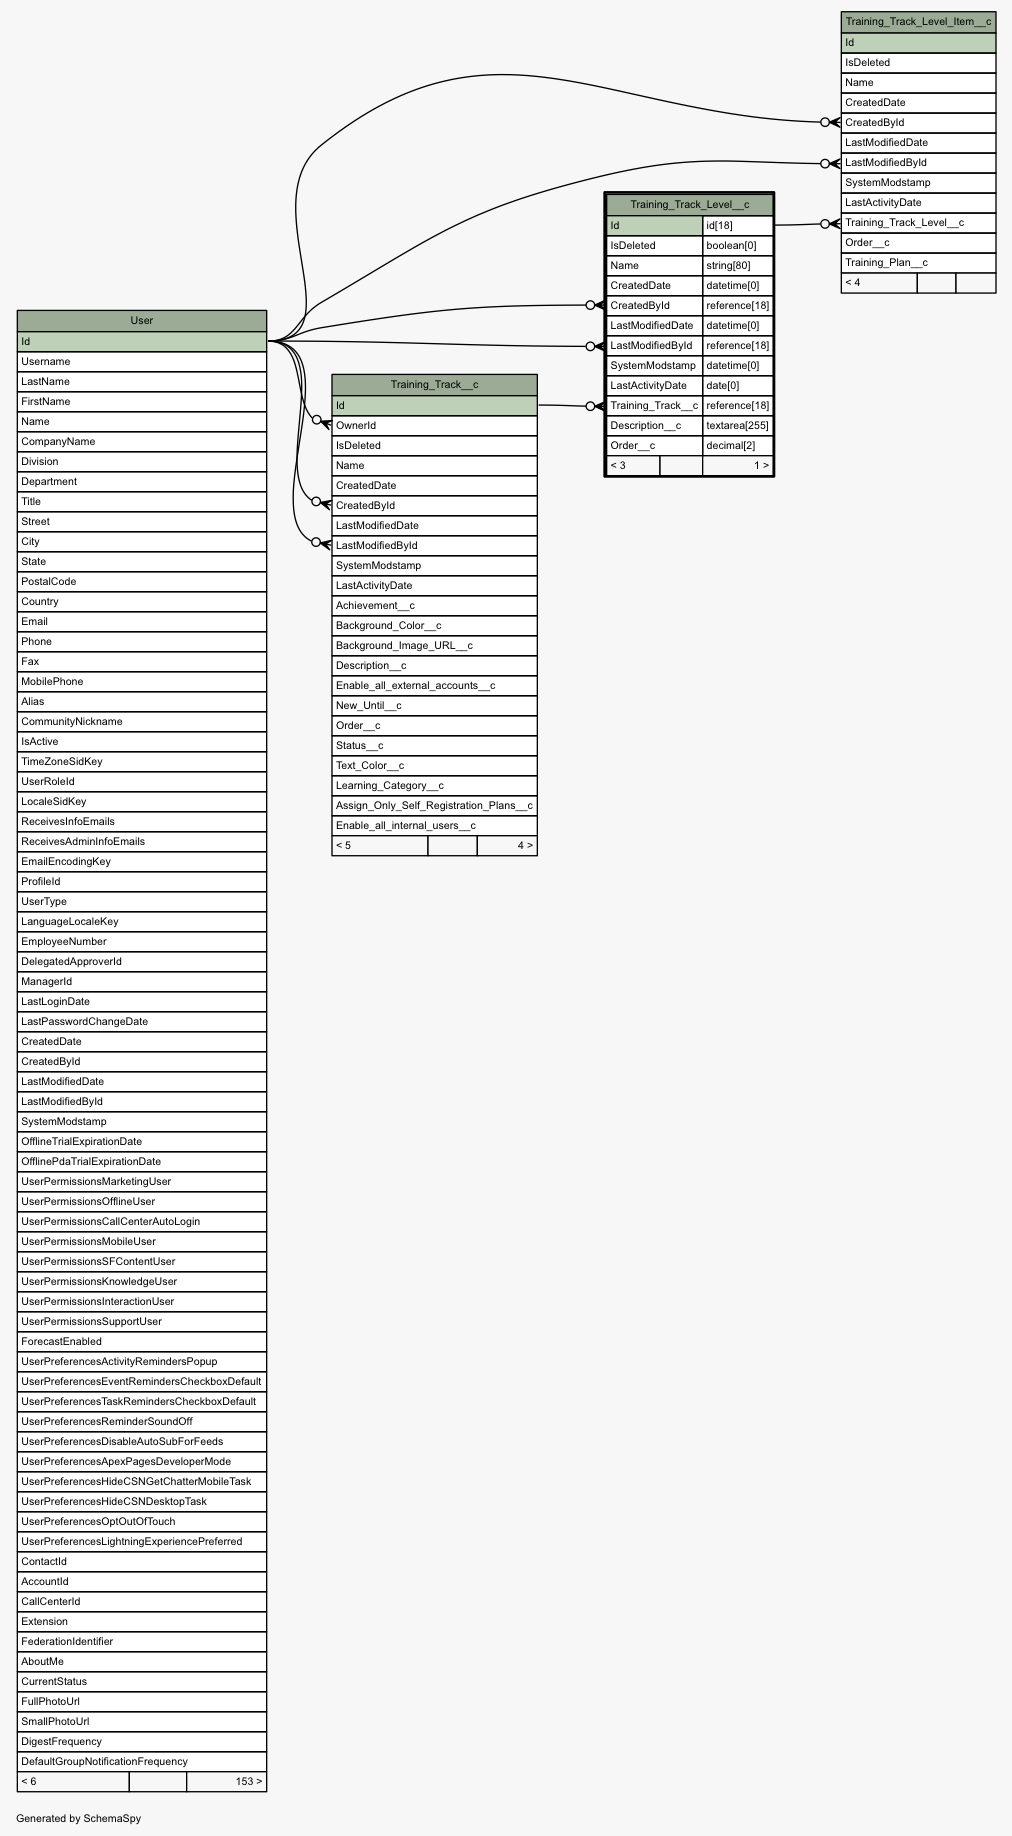 Training_Track_Level_Item__c
Id
IsDeleted
Name
CreatedDate
CreatedById
LastModifiedDate
LastModifiedById
SystemModstamp
LastActivityDate
Training_Track_Level__c
Order__c
Training_Plan__c
< 4
Training_Track_Level__c
Id id[18]
IsDeleted boolean[0]
Name string[80]
CreatedDate datetime[0]
CreatedById reference[18]
LastModifiedDate datetime[0]
LastModifiedById reference[18]
SystemModstamp datetime[0]
LastActivityDate date[0]
Training_Track__c reference[18]
Description__c textarea[255]
Order__c decimal[2]
< 3 1 >
User
Id
Username
LastName
FirstName
Name
CompanyName
Division
Department
Title
Street
City
State
PostalCode
Country
Email
Phone
Fax
MobilePhone
Alias
CommunityNickname
IsActive
TimeZoneSidKey
UserRoleId
LocaleSidKey
ReceivesInfoEmails
ReceivesAdminInfoEmails
EmailEncodingKey
ProfileId
UserType
LanguageLocaleKey
EmployeeNumber
DelegatedApproverId
ManagerId
LastLoginDate
LastPasswordChangeDate
CreatedDate
CreatedById
LastModifiedDate
LastModifiedById
SystemModstamp
OfflineTrialExpirationDate
OfflinePdaTrialExpirationDate
UserPermissionsMarketingUser
UserPermissionsOfflineUser
UserPermissionsCallCenterAutoLogin
UserPermissionsMobileUser
UserPermissionsSFContentUser
UserPermissionsKnowledgeUser
UserPermissionsInteractionUser
UserPermissionsSupportUser
ForecastEnabled
UserPreferencesActivityRemindersPopup
UserPreferencesEventRemindersCheckboxDefault
UserPreferencesTaskRemindersCheckboxDefault
UserPreferencesReminderSoundOff
UserPreferencesDisableAutoSubForFeeds
UserPreferencesApexPagesDeveloperMode
UserPreferencesHideCSNGetChatterMobileTask
UserPreferencesHideCSNDesktopTask
UserPreferencesOptOutOfTouch
UserPreferencesLightningExperiencePreferred
ContactId
AccountId
CallCenterId
Extension
FederationIdentifier
AboutMe
CurrentStatus
FullPhotoUrl
SmallPhotoUrl
DigestFrequency
DefaultGroupNotificationFrequency
< 6 153 >
Training_Track__c
Id
OwnerId
IsDeleted
Name
CreatedDate
CreatedById
LastModifiedDate
LastModifiedById
SystemModstamp
LastActivityDate
Achievement__c
Background_Color__c
Background_Image_URL__c
Description__c
Enable_all_external_accounts__c
New_Until__c
Order__c
Status__c
Text_Color__c
Learning_Category__c
Assign_Only_Self_Registration_Plans__c
Enable_all_internal_users__c
< 5 4 >
Generated by SchemaSpy